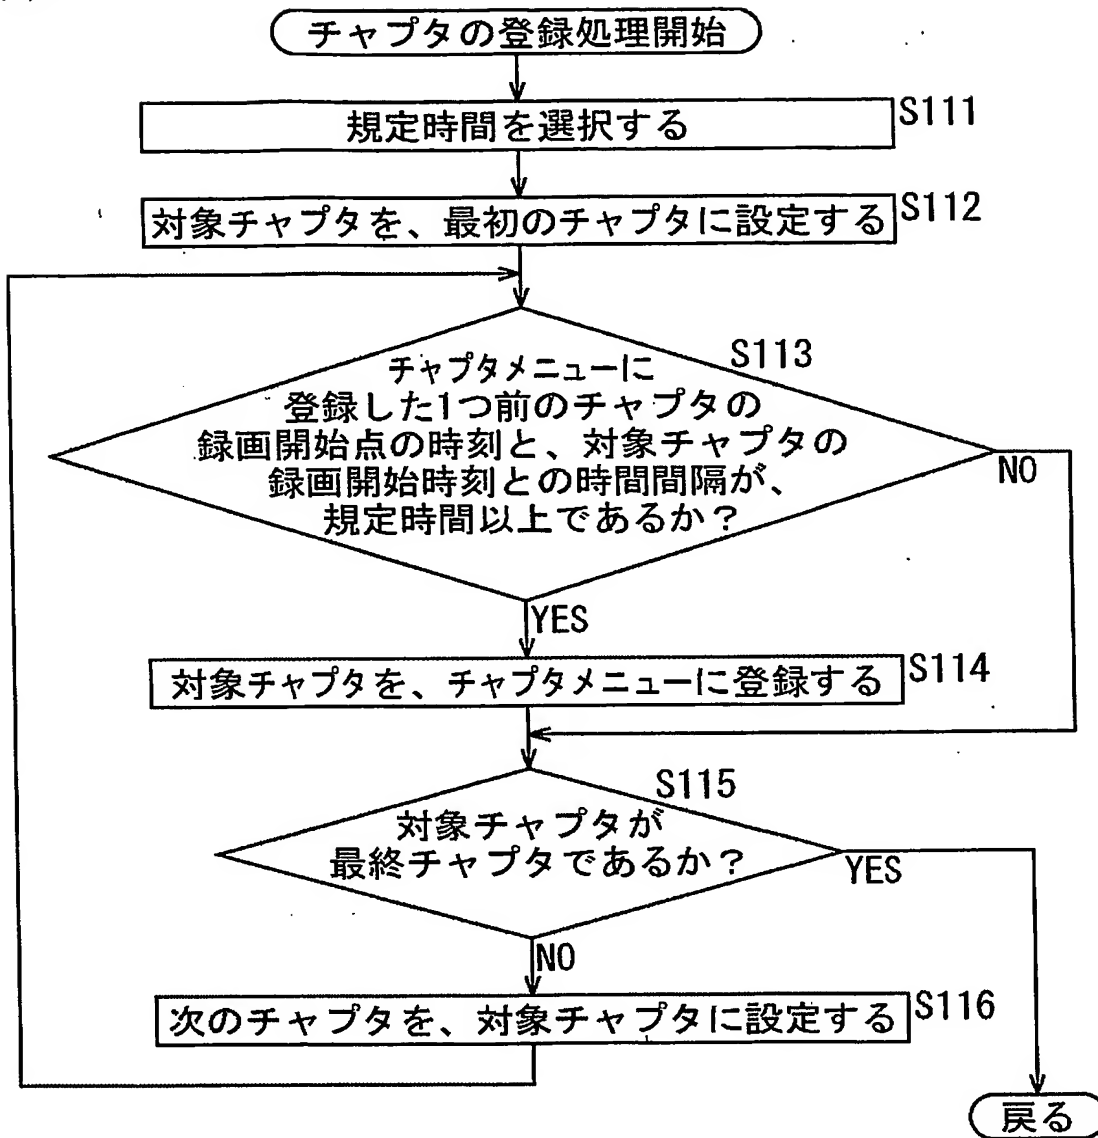 チャプタの登録処理開始
規定時間を選択する
S111
対象チャプタを、最初のチャプタに設定する
S112
S113
チャプタメニューに
登録した1つ前のチャプタの
録画開始点の時刻と、対象チャプタの
録画開始時刻との時間間隔が、
規定時間以上であるか？
NO
YES
対象チャプタを、チャプタメニューに登録する
S114
S115
対象チャプタが
最終チャプタであるか？
YES
NO
次のチャプタを、対象チャプタに設定する
S116
戻る